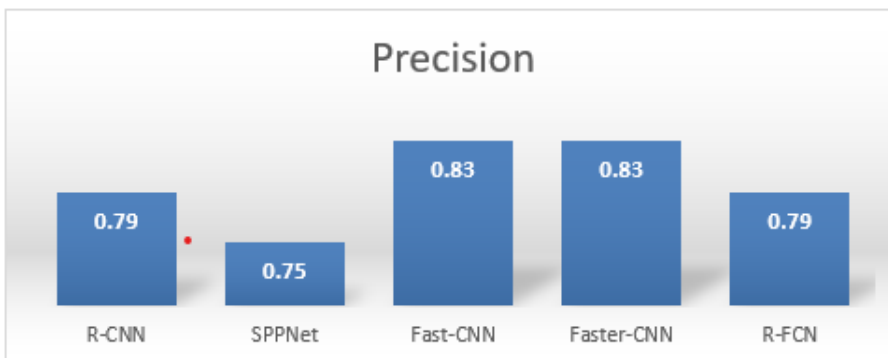 Precision
0.79 0.75 0.83 0.83 0.79
R-CNN SPPNet Fast-CNN Faster-CNN R-FCN